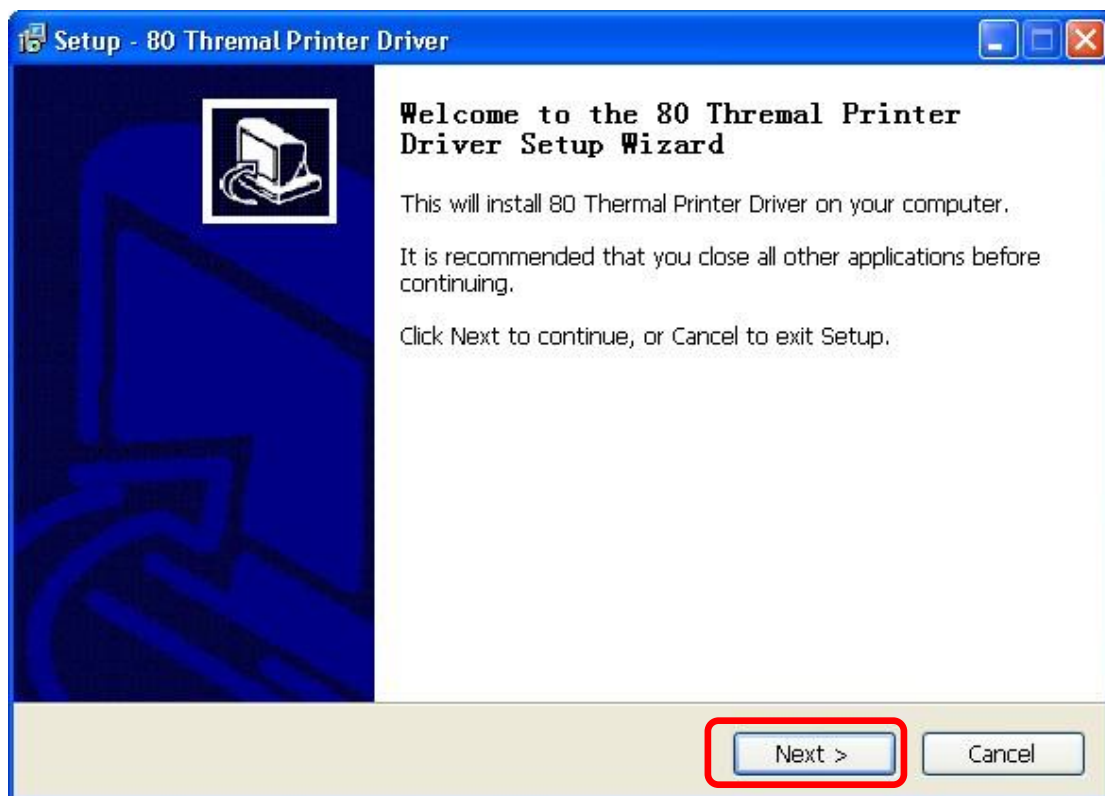 Setup - 80 Thremal Printer Driver
Welcome to the 80 Thremal Printer
Driver Setup Wizard
This will install 80 Thermal Printer Driver on your computer.
It is recommended that you close all other applications before
continuing.
Click Next to continue, or Cancel to exit Setup.
Next >
Cancel